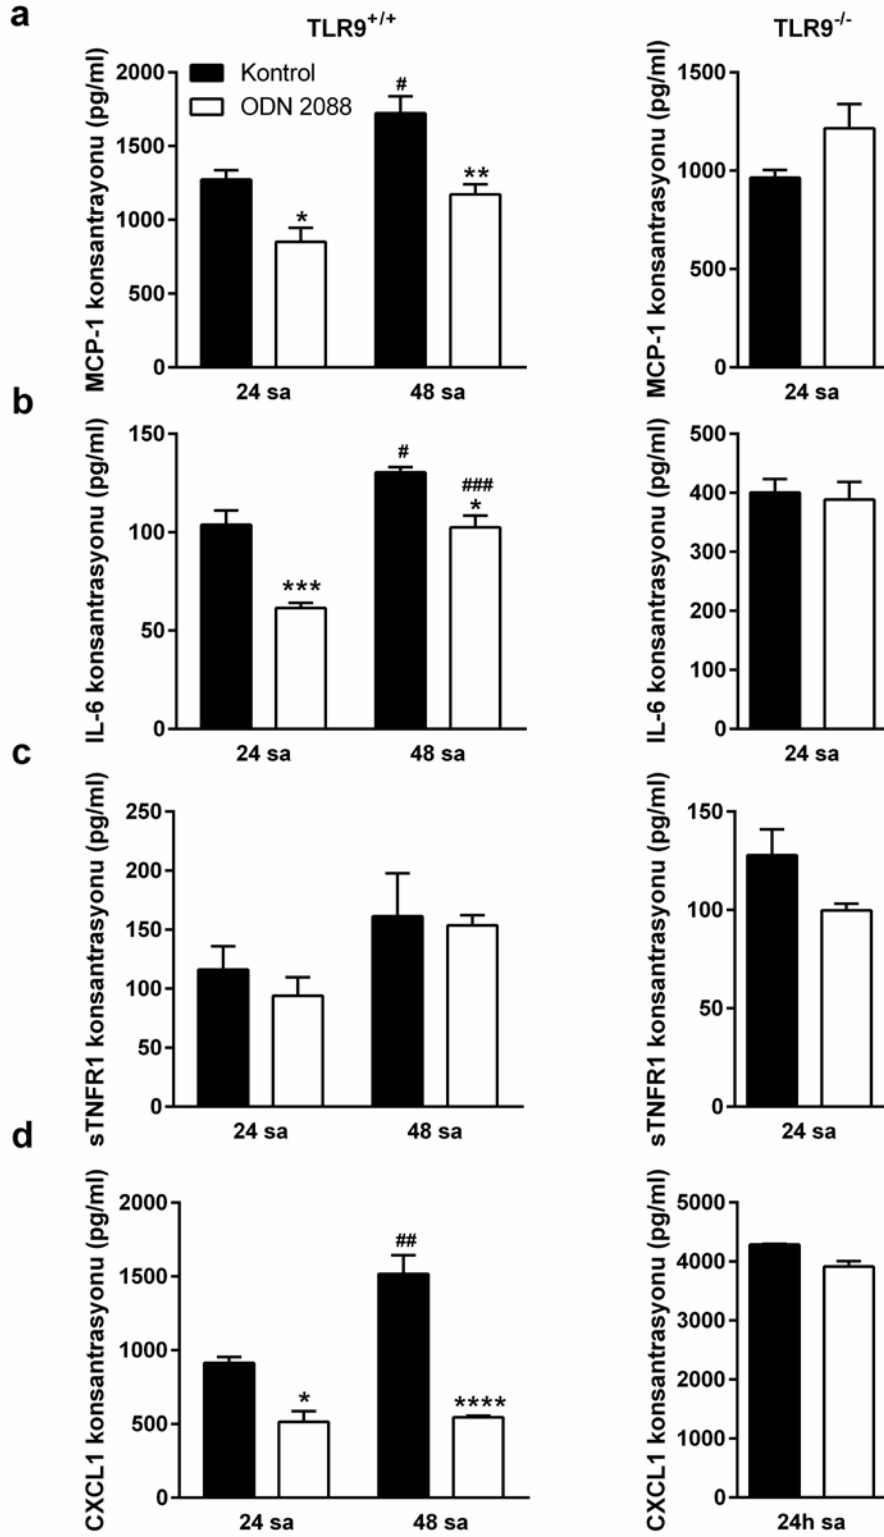 a
TLR9+/+
TLR9-/-
MCP-1 konsantrayonu (pg/ml)
2000
1500
1000
500
0
Kontrol
ODN 2088
*
#
**
24 sa
48 sa
MCP-1 konsantrasyonu (pg/ml)
1500
1000
500
0
24 sa
b
IL-6 konsantrasyonu (pg/ml)
150
100
50
0
***
#
###
*
24 sa
48 sa
IL-6 konsantrasyonu (pg/ml)
500
400
300
200
100
0
24 sa
c
sTNFR1 konsantrasyonu (pg/ml)
250
200
150
100
50
0
24 sa
48 sa
sTNFR1 konsantrasyonu (pg/ml)
150
100
50
0
24 sa
d
CXCL1 konsantrasyonu (pg/ml)
2000
1500
1000
500
0
*
##
****
24 sa
48 sa
CXCL1 konsantrasyonu (pg/ml)
5000
4000
3000
2000
1000
0
24h sa